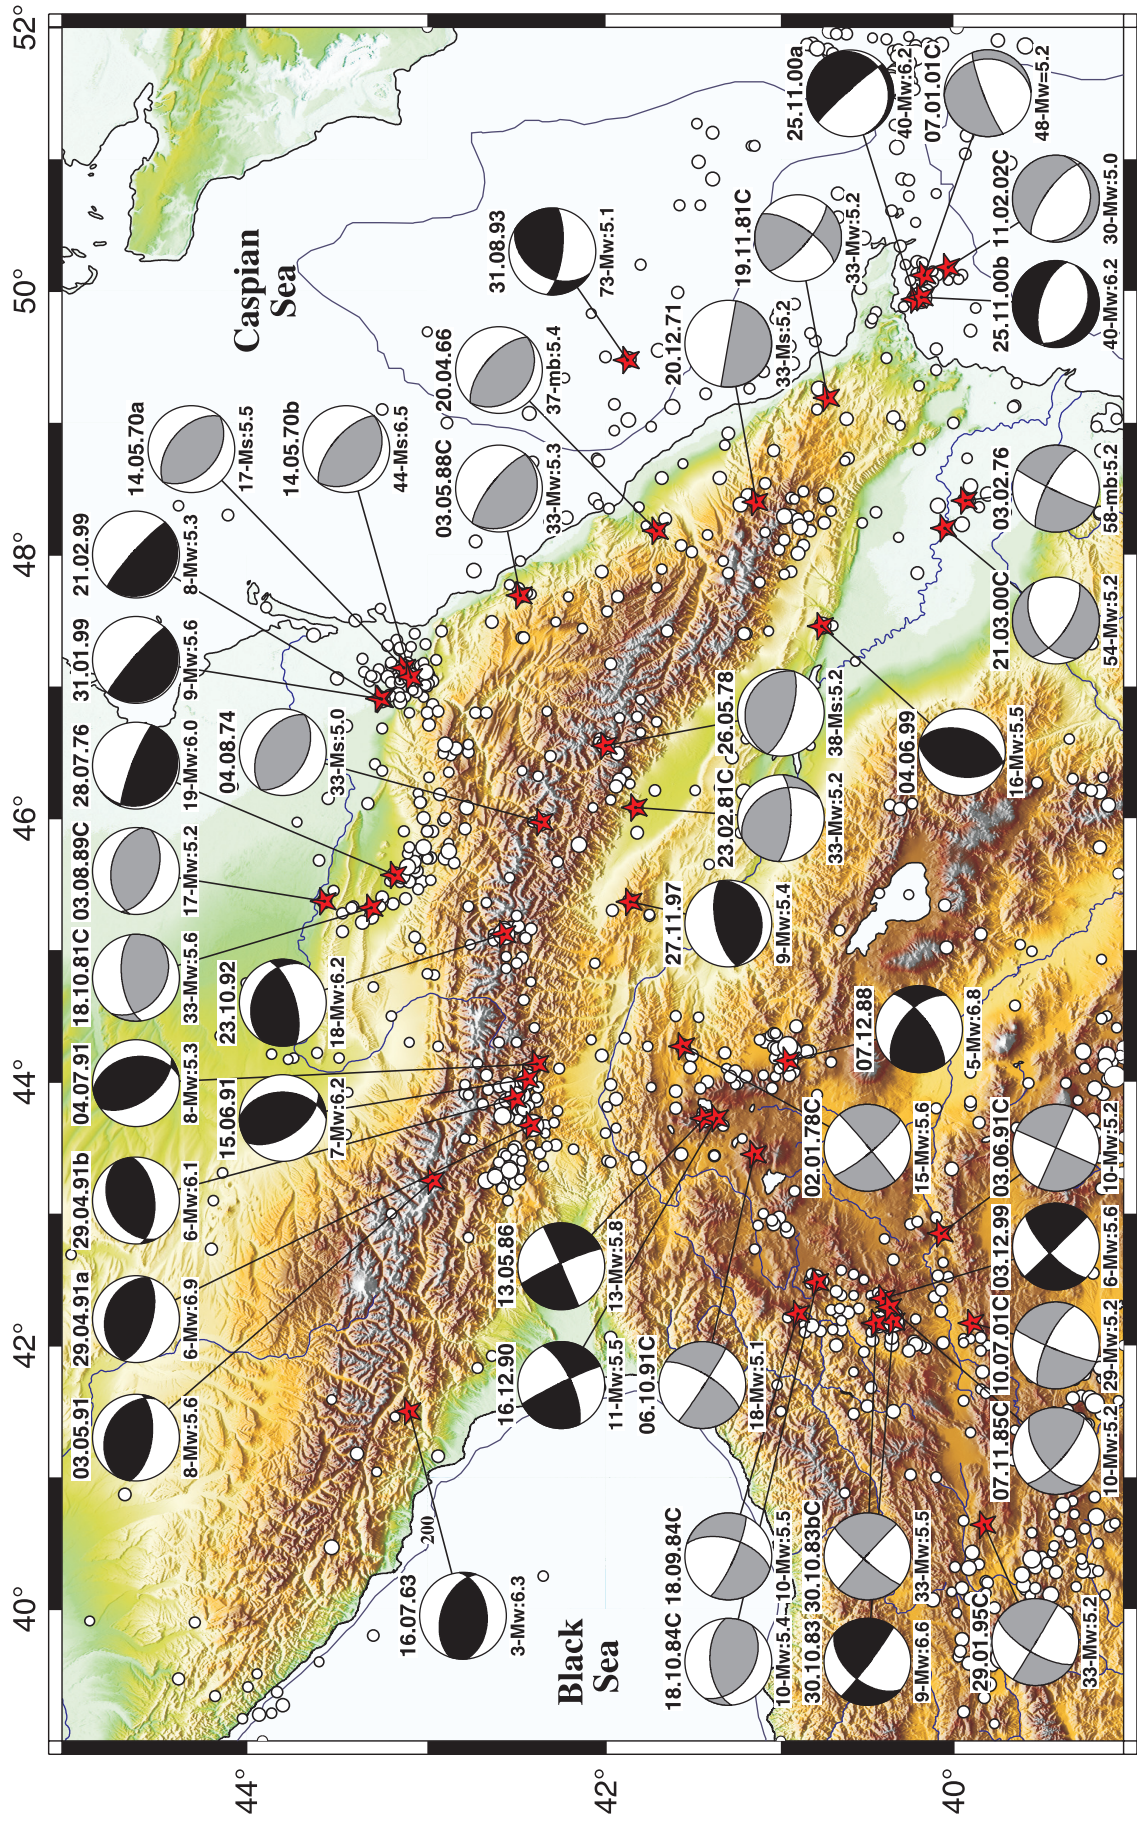 52°
50°
48°
46°
44°
42°
40°
44°
42°
40°
Caspian
Sea
Black
Sea
200
03.05.91
8-Mw:5.6
29.04.91a
6-Mw:6.9
29.04.91b
6-Mw:6.1
04.07.91
8-Mw:5.3
18.10.81C
33-Mw:5.6
03.08.89C
17-Mw:5.2
28.07.76
19-Mw:6.0
31.01.99
9-Mw:5.6
21.02.99
8-Mw:5.3
14.05.70a
17-Ms:5.5
15.06.91
7-Mw:6.2
23.10.92
18-Mw:6.2
04.08.74
33-Ms:5.0
14.05.70b
44-Ms:6.5
16.07.63
3-Mw:6.3
03.05.88C
33-Mw:5.3
20.04.66
37-mb:5.4
31.08.93
73-Mw:5.1
16.12.90
11-Mw:5.5
13.05.86
13-Mw:5.8
06.10.91C
18-Mw:5.1
27.11.97
9-Mw:5.4
23.02.81C
33-Mw:5.2
26.05.78
38-Ms:5.2
20.12.71
33-Ms:5.2
19.11.81C
33-Mw:5.2
25.11.00a
40-Mw:6.2
18.10.84C
10-Mw:5.4
18.09.84C
10-Mw:5.5
30.10.83
9-Mw:6.6
30.10.83bC
33-Mw:5.5
02.01.78C
15-Mw:5.6
07.12.88
5-Mw:6.8
04.06.99
16-Mw:5.5
07.01.01C
48-Mw=5.2
29.01.95C
33-Mw:5.2
07.11.85C
10-Mw:5.2
10.07.01C
29-Mw:5.2
03.12.99
6-Mw:5.6
03.06.91C
10-Mw:5.2
21.03.00C
54-Mw:5.2
03.02.76
58-mb:5.2
25.11.00b
40-Mw:6.2
11.02.02C
30-Mw:5.0